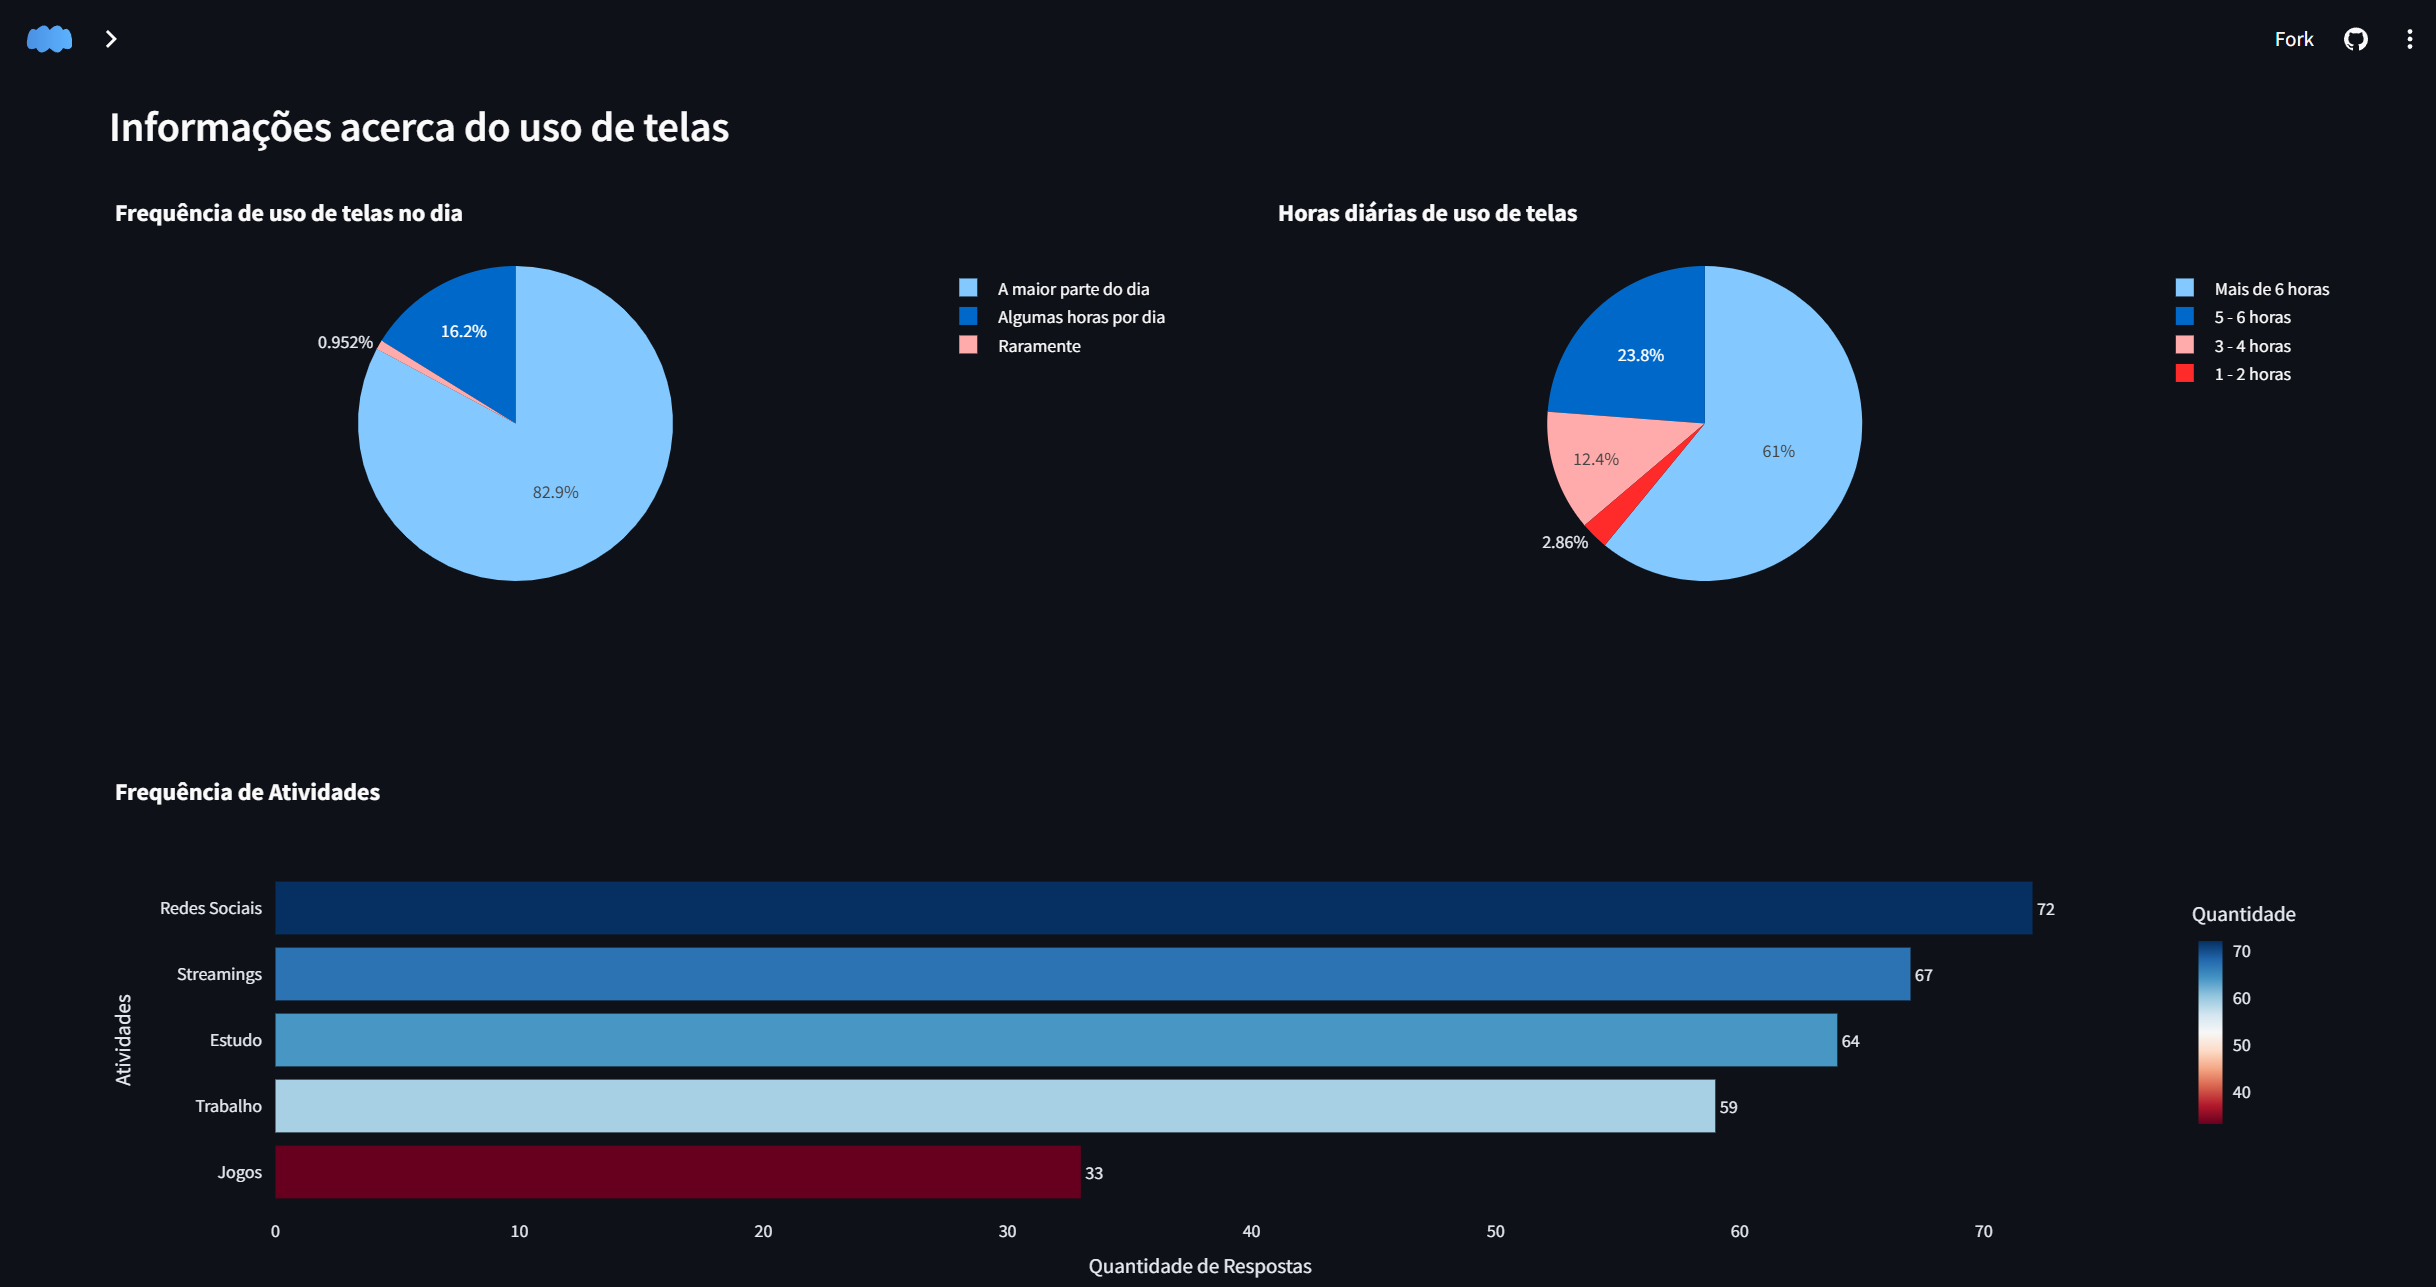 Fork
Informações acerca do uso de telas
Frequência de uso de telas no dia
A maior parte do dia
Algumas horas por dia
Raramente
16.2%
0.952%
82.9%
Horas diárias de uso de telas
Mais de 6 horas
5 - 6 horas
3 - 4 horas
1 - 2 horas
23.8%
61%
12.4%
2.86%
Frequência de Atividades
Atividades
Redes Sociais
72
Streamings
67
Estudo
64
Trabalho
59
Jogos
33
0 10 20 30 40 50 60 70
Quantidade de Respostas
Quantidade
70
60
50
40